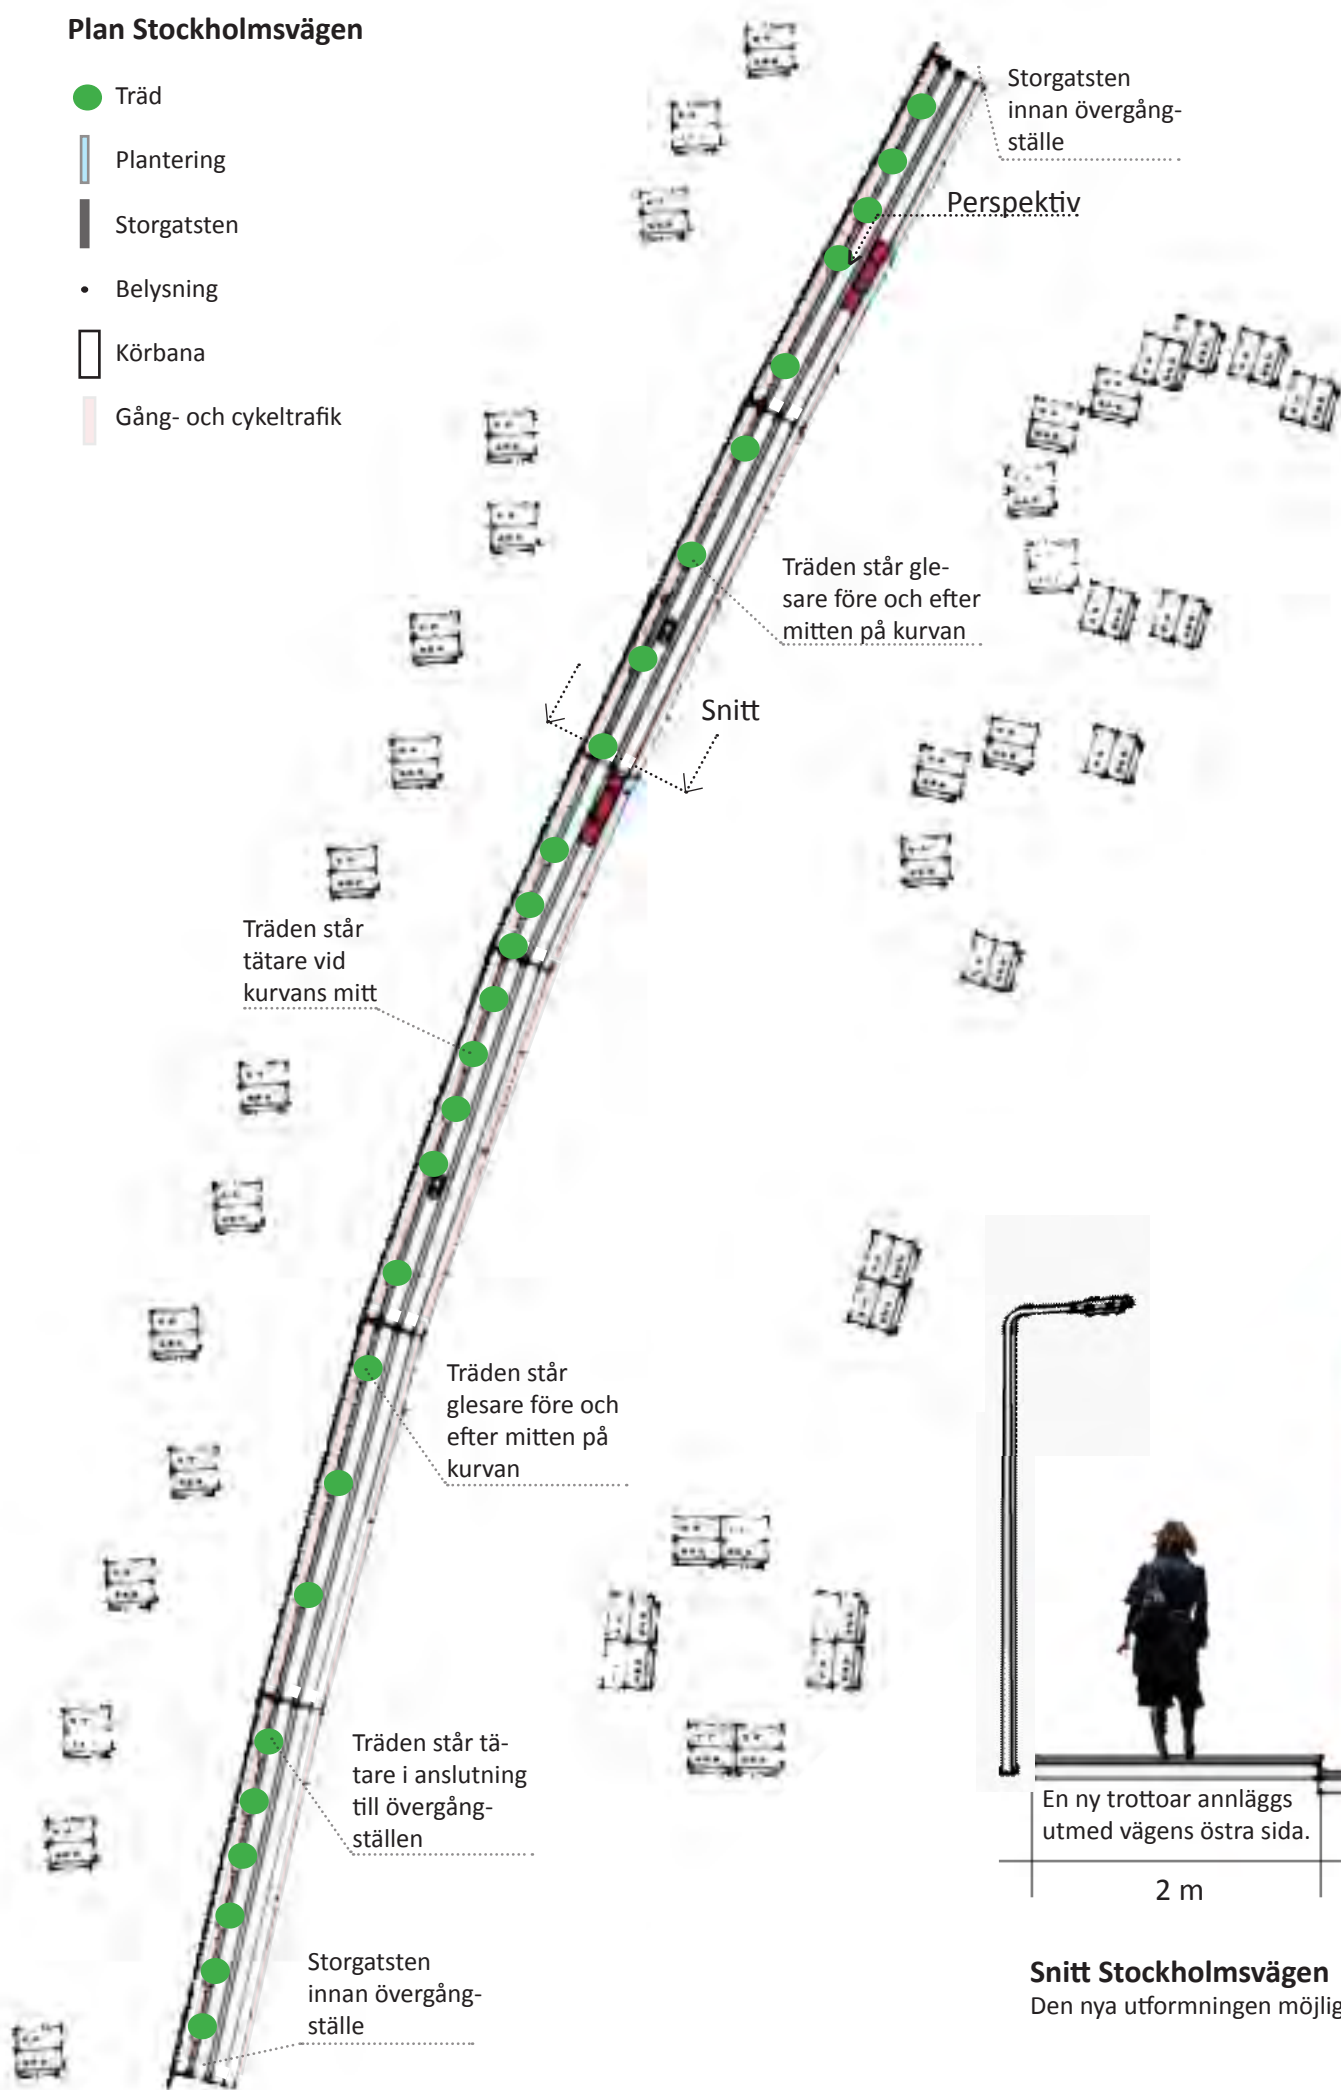 Plan Stockholmsvägen
Träd
Plantering
Storgatsten
Belysning
Körbana
Gång- och cykeltrafik
Storgatsten
innan övergång-
ställe
Perspektiv
Träden står gle-
sare före och efter
mitten på kurvan
Snitt
Träden står
tätare vid
kurvans mitt
Träden står
glesare före och
efter mitten på
kurvan
Träden står tä-
tare i anslutning
till övergång-
ställen
Storgatsten
innan övergång-
ställe
En ny trottoar annläggs
utmed vägens östra sida.
2 m
Snitt Stockholmsvägen
Den nya utformningen möjlig